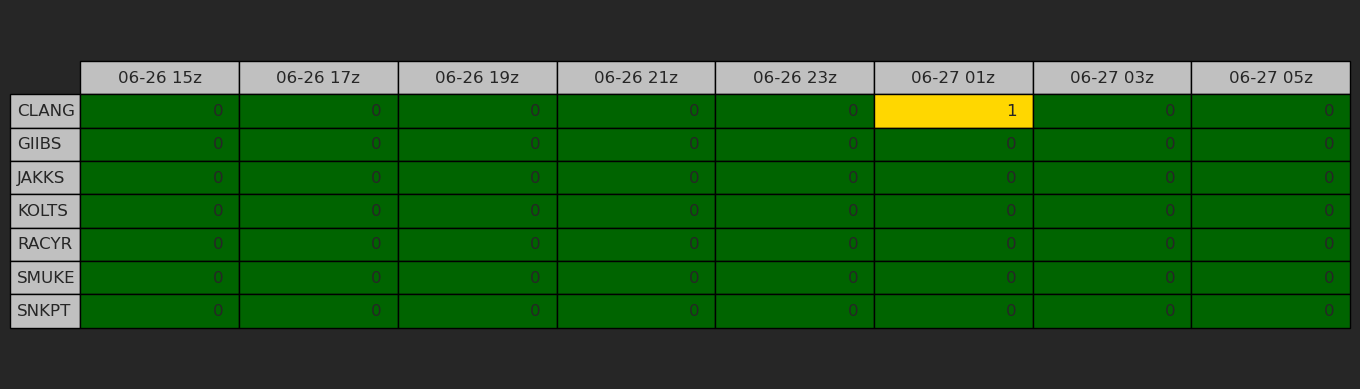 06-26 15z 06-26 17z 06-26 19z 06-26 21z 06-26 23z 06-27 01z 06-27 03z 06-27 05z
CLANG 0 0 0 0 0 1 0 0
GIIBS 0 0 0 0 0 0 0 0
JAKKS 0 0 0 0 0 0 0 0
KOLTS 0 0 0 0 0 0 0 0
RACYR 0 0 0 0 0 0 0 0
SMUKE 0 0 0 0 0 0 0 0
SNKPT 0 0 0 0 0 0 0 0